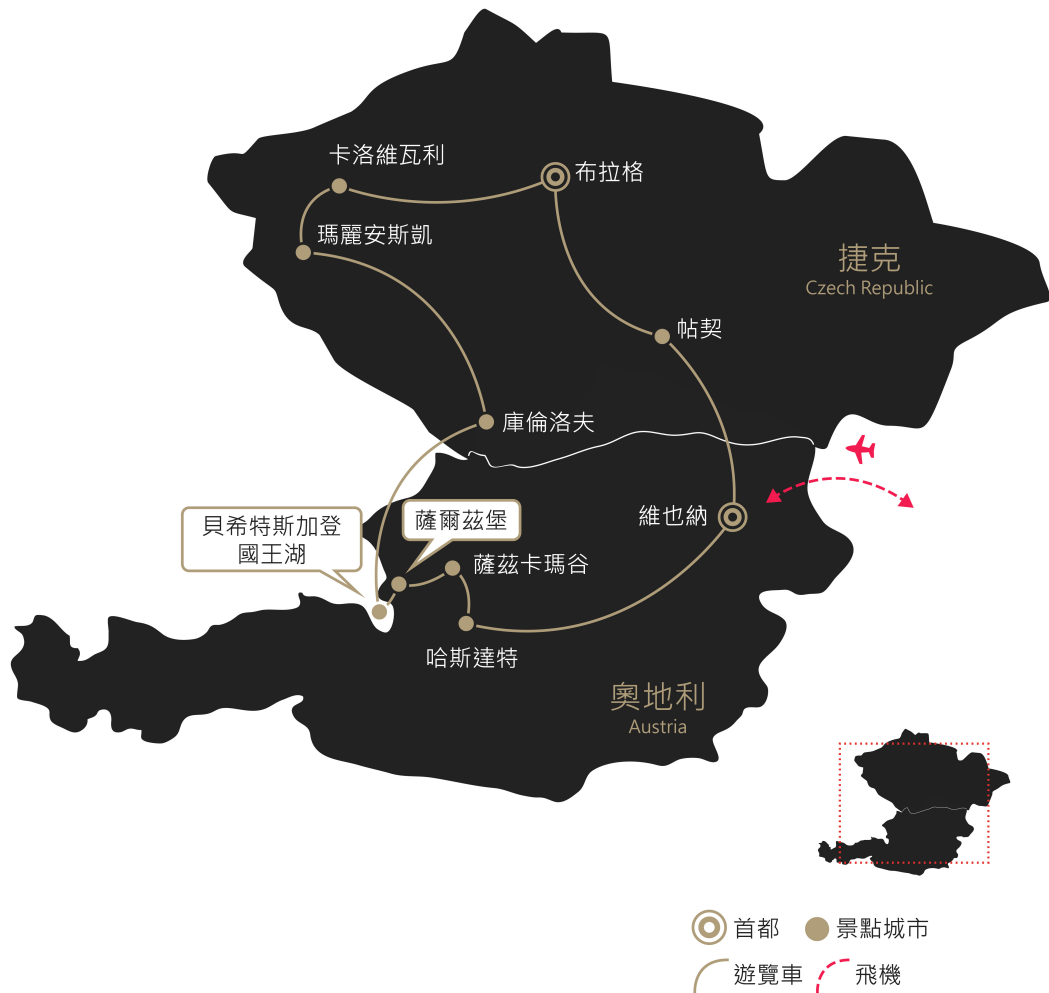 卡洛維瓦利
布拉格
瑪麗安斯凱
捷克
Czech Republic
帖契
庫倫洛夫
貝希特斯加登
國王湖
薩爾茲堡
維也納
薩茲卡瑪谷
哈斯達特
奧地利
Austria
首都 景點城市
遊覽車 飛機